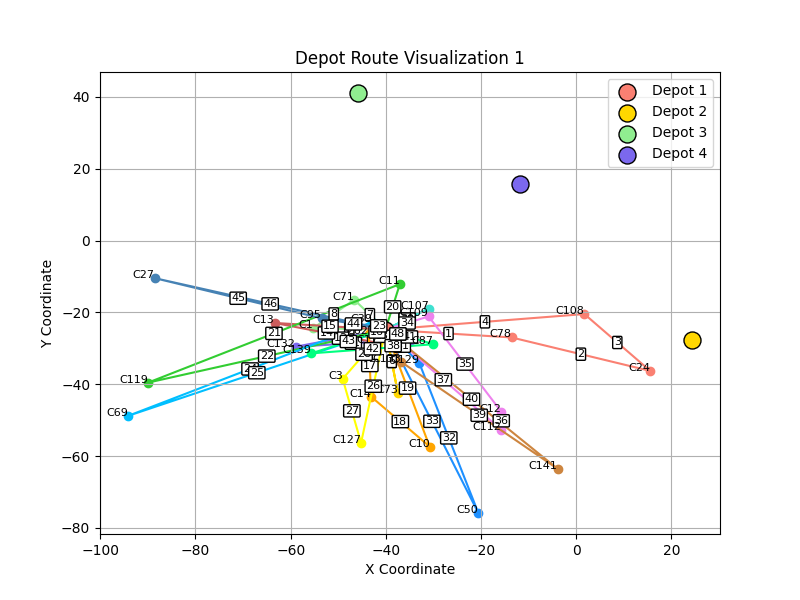 Depot Route Visualization 1
Depot 1
Depot 2
Depot 3
Depot 4
Y Coordinate
40
20
0
−20
−40
−60
−80
C27
C11
C71
C107
C95
C13
C1
C108
C78
C24
C132
C139
C119
C69
C3
C14
C127
C10
C12
C112
C141
C50
45
46
8
7
20
34
15
44
23
21
22
25
43
42
38
48
1
4
2
3
17
26
27
18
19
35
37
40
39
36
33
32
−100
−80
−60
−40
−20
0
20
X Coordinate